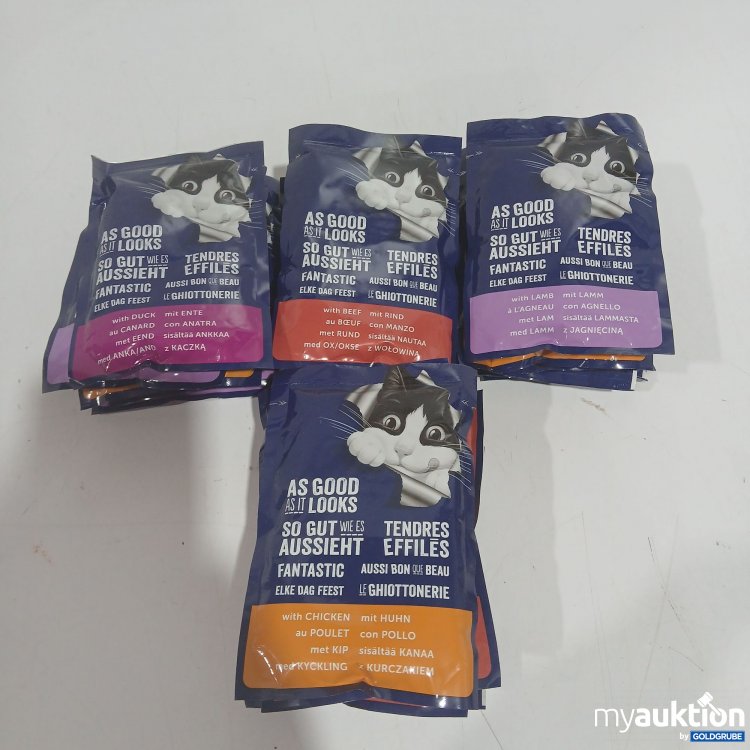 AS GOOD
AS IT LOOKS
SO GUT WIE ES
AUSSIEHT
TENDRES
EFFILÉS
FANTASTIC
AUSSI BON QUE BEAU
ELKE DAG FEEST
LE GHIOTTONERIE
with DUCK mit ENTE
au CANARD con ANATRA
met EEND sisältää ANKKAA
med ANKA/AND z KACZKĄ
AS GOOD
AS IT LOOKS
SO GUT WIE ES
AUSSIEHT
TENDRES
EFFILÉS
FANTASTIC
AUSSI BON QUE BEAU
ELKE DAG FEEST
LE GHIOTTONERIE
with BEEF mit RIND
au BŒUF con MANZO
met RUND sisältää NAUTAA
med OX/OKSE z WOŁOWINĄ
AS GOOD
AS IT LOOKS
SO GUT WIE ES
AUSSIEHT
TENDRES
EFFILÉS
FANTASTIC
AUSSI BON QUE BEAU
ELKE DAG FEEST
LE GHIOTTONERIE
with LAMB mit LAMM
à L'AGNEAU con AGNELLO
met LAM sisältää LAMMASTA
med LAMM z JAGNIĘCINĄ
AS GOOD
AS IT LOOKS
SO GUT WIE ES
AUSSIEHT
TENDRES
EFFILÉS
FANTASTIC
AUSSI BON QUE BEAU
ELKE DAG FEEST
LE GHIOTTONERIE
with CHICKEN mit HUHN
au POULET con POLLO
met KIP sisältää KANAA
med KYCKLING z KURCZAKIEM
myauktion
by GOLDGRUBE